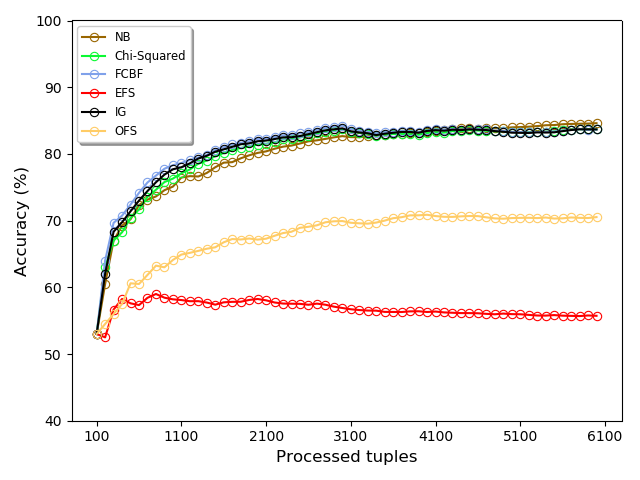 100
90
80
70
60
50
40
Accuracy (%)
NB
Chi-Squared
FCBF
EFS
IG
OFS
100 1100 2100 3100 4100 5100 6100
Processed tuples